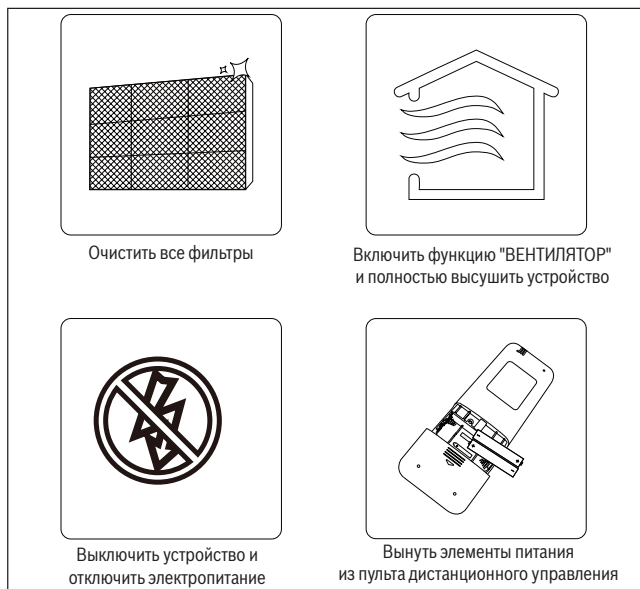 Очистить все фильтры
Включить функцию "ВЕНТИЛЯТОР"
и полностью высушить устройство
Выключить устройство и
отключить электропитание
Вынуть элементы питания
из пульта дистанционного управления